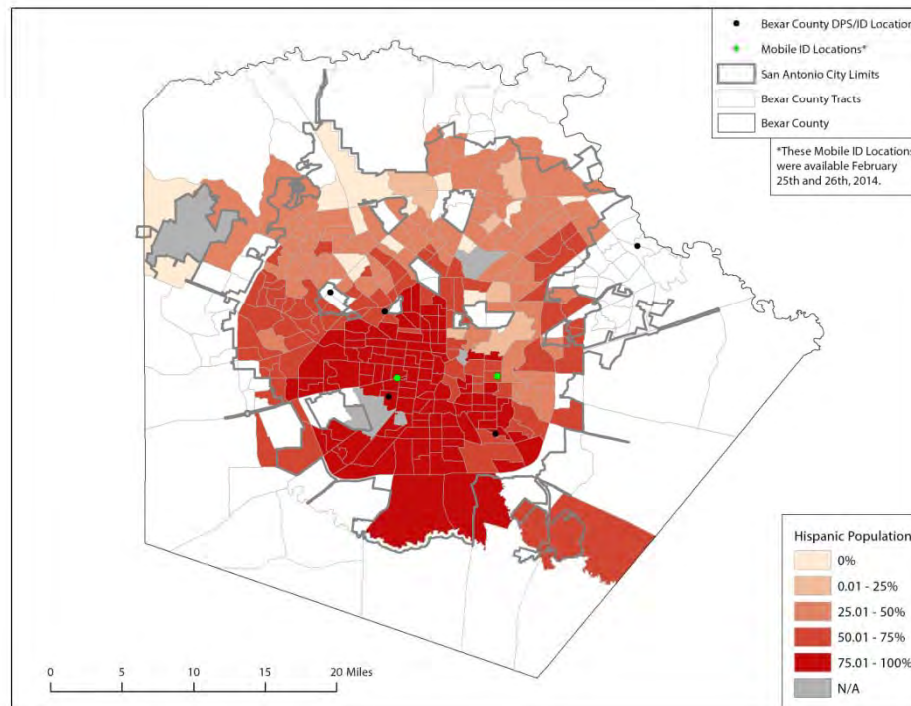 Bexar County DPS/ID Location
Mobile ID Locations*
San Antonio City Limits
Bexar County Tracts
Bexar County
*These Mobile ID Locations
were available February
25th and 26th, 2014.
Hispanic Population
0%
0.01 - 25%
25.01 - 50%
50.01 - 75%
75.01 - 100%
N/A
0 5 10 15 20 Miles